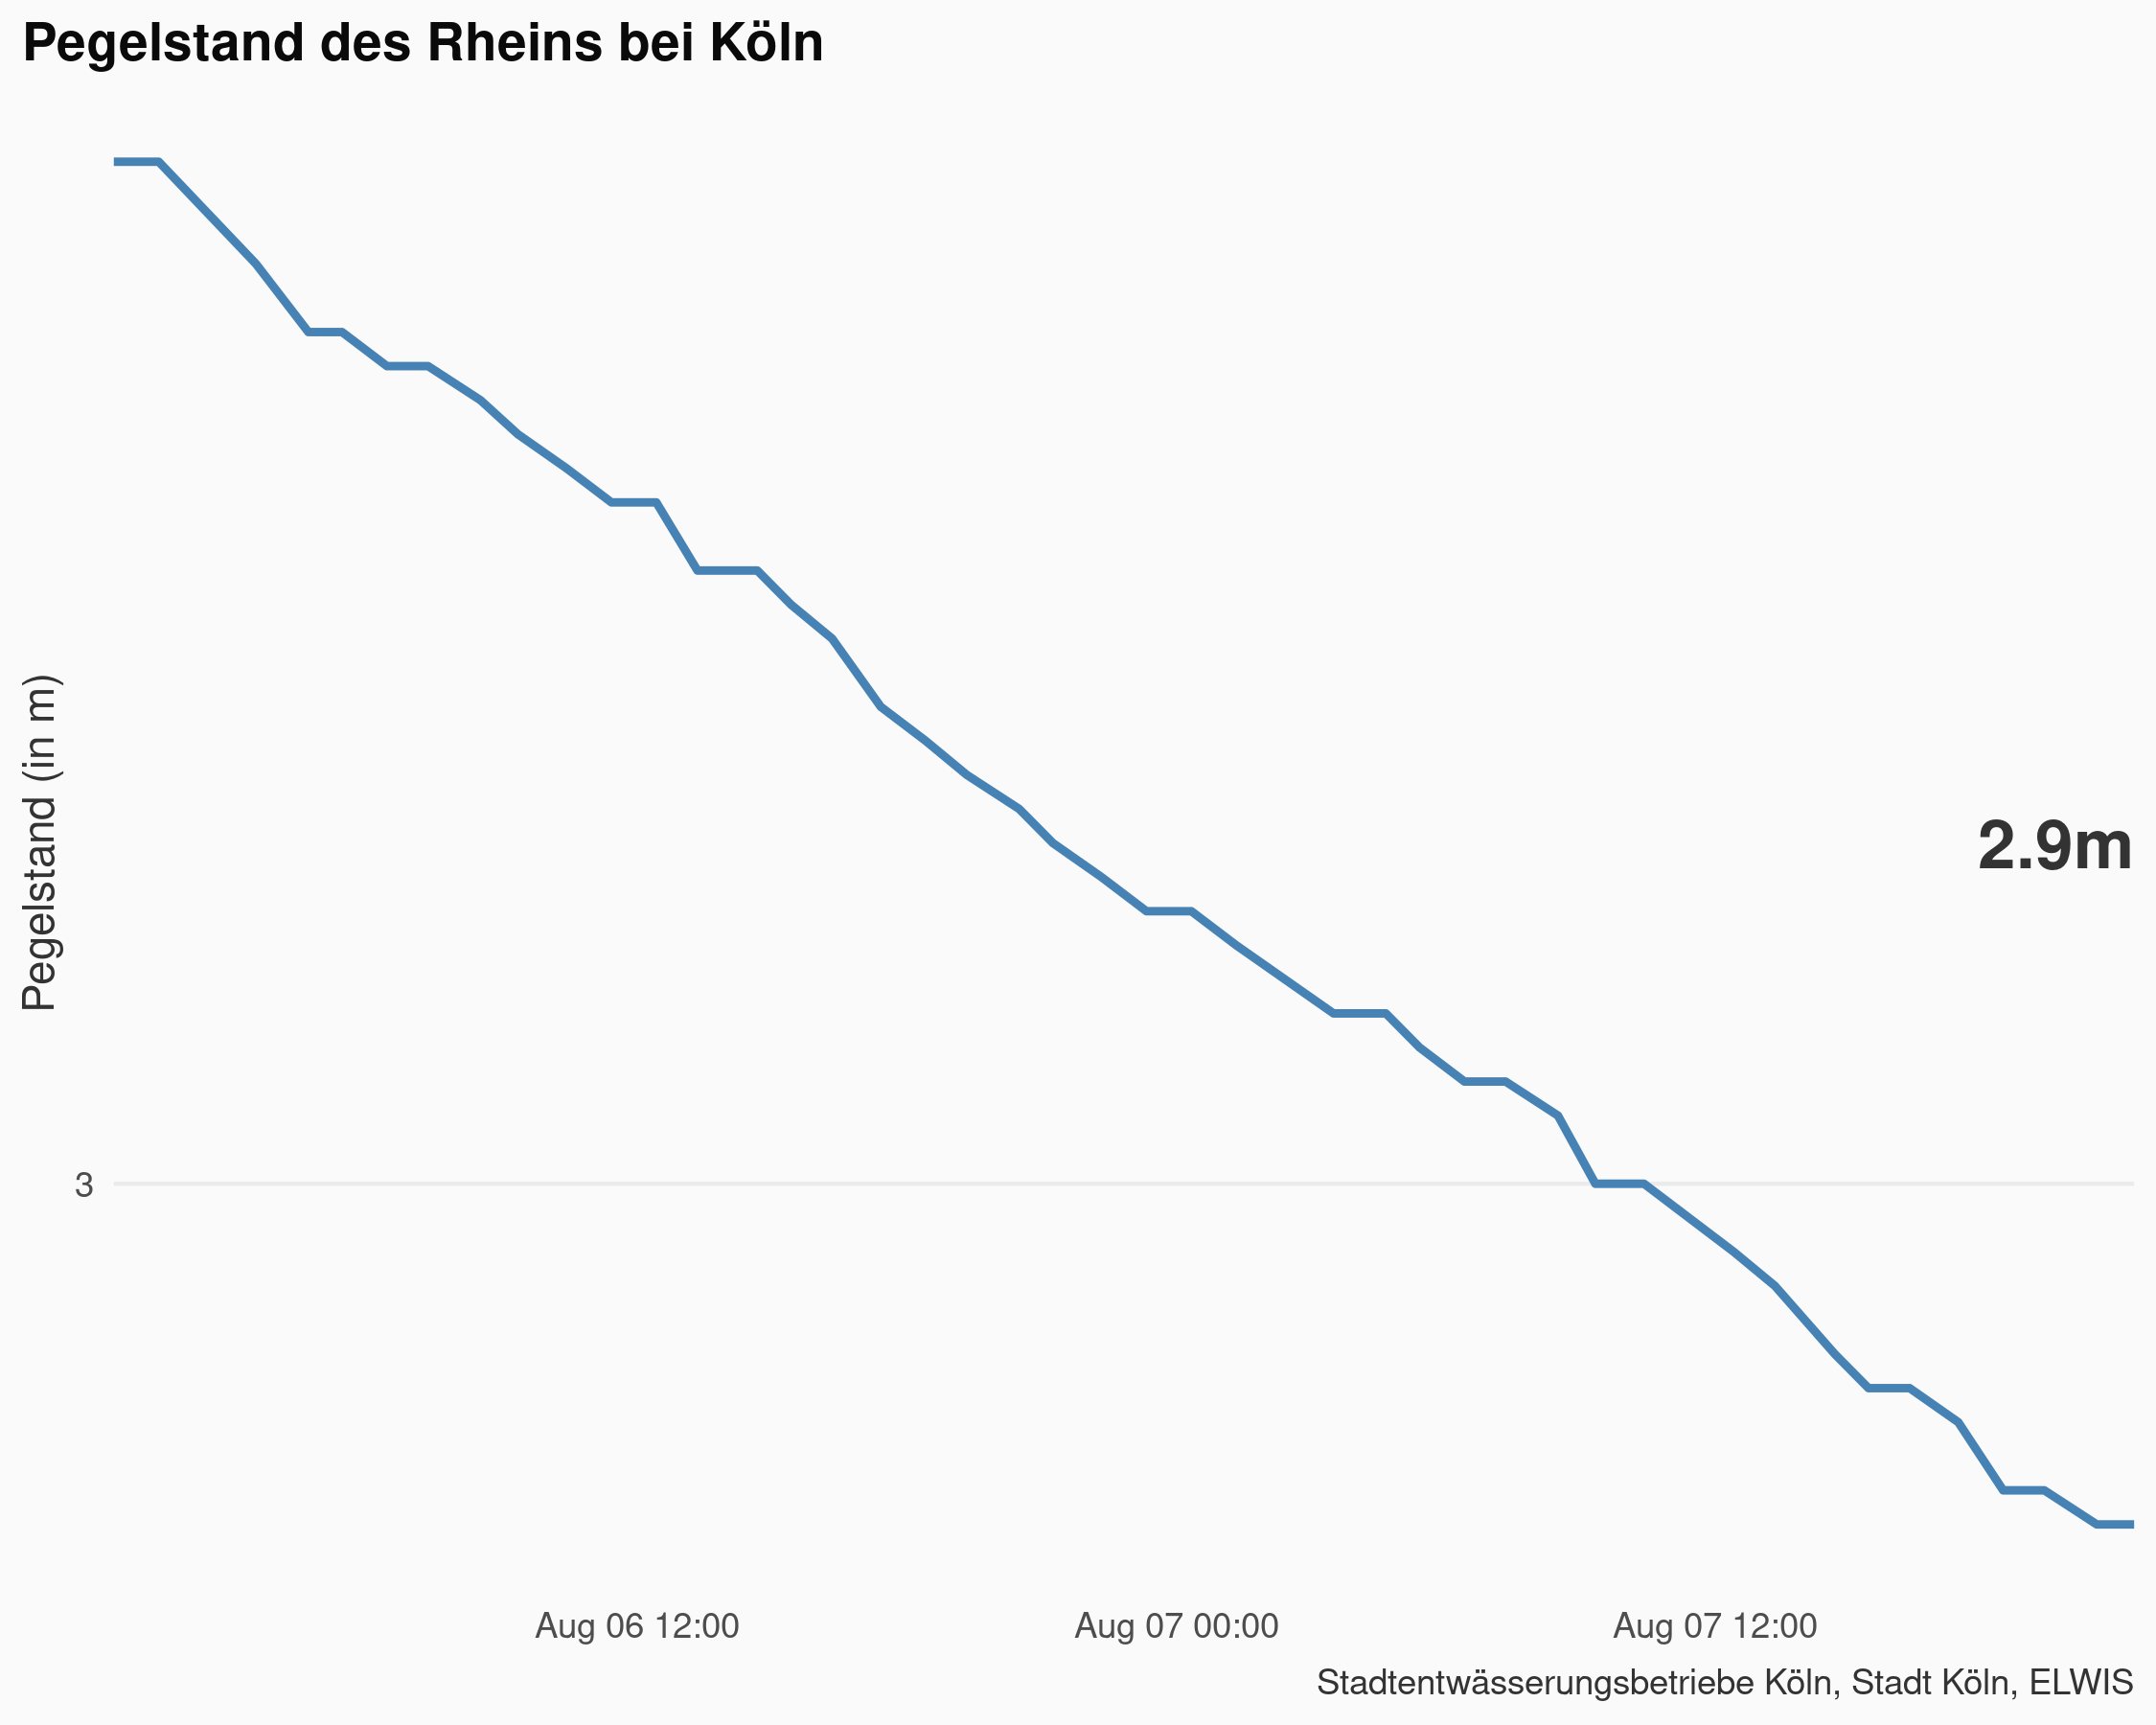 Pegelstand des Rheins bei Köln
Pegelstand (in m)
2.9m
3
Aug 06 12:00
Aug 07 00:00
Aug 07 12:00
Stadtentwässerungsbetriebe Köln, Stadt Köln, ELWIS